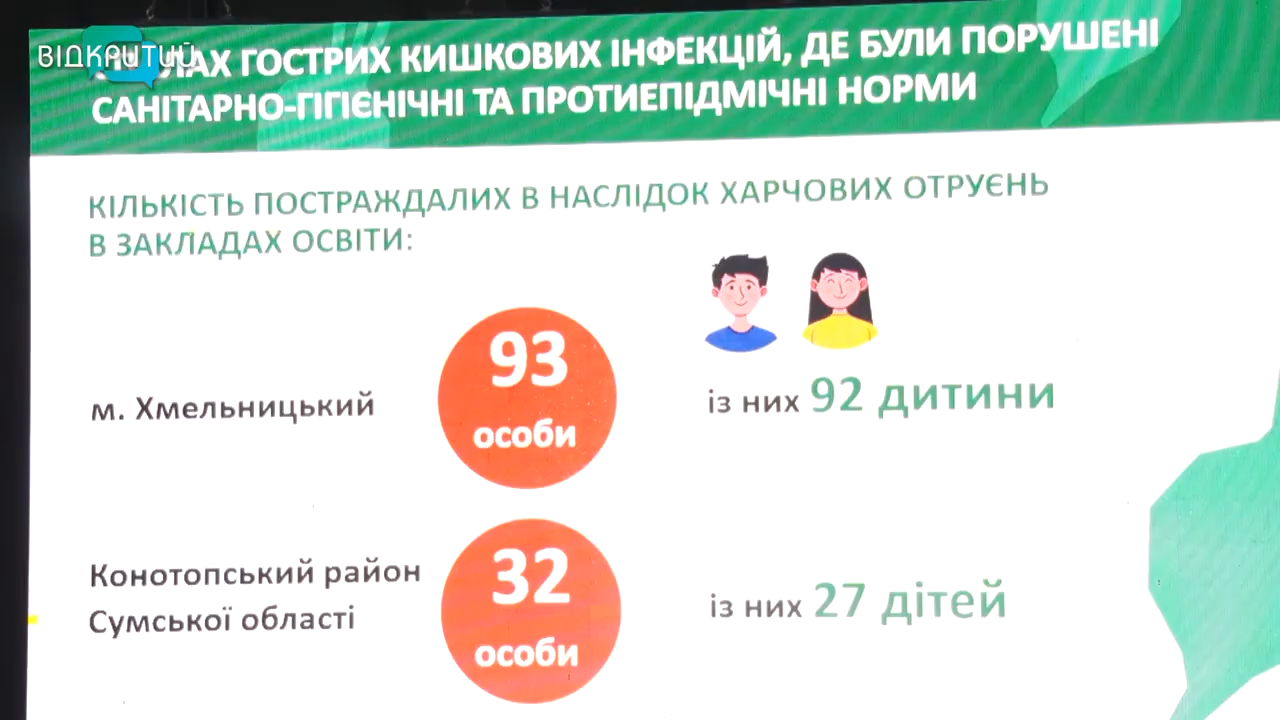 ВІДКРИТИЙ
ГОСТРИХ КИШКОВИХ ІНФЕКЦІЙ, ДЕ БУЛИ ПОРУШЕНІ
САНІТАРНО-ГІГІЄНІЧНІ ТА ПРОТИЕПІДМІЧНІ НОРМИ
КІЛЬКІСТЬ ПОСТРАЖДАЛИХ В НАСЛІДОК ХАРЧОВИХ ОТРУЄНЬ
В ЗАКЛАДАХ ОСВІТИ:
м. Хмельницький
93
особи
із них 92 дитини
Конотопський район
Сумської області
32
особи
із них 27 дітей